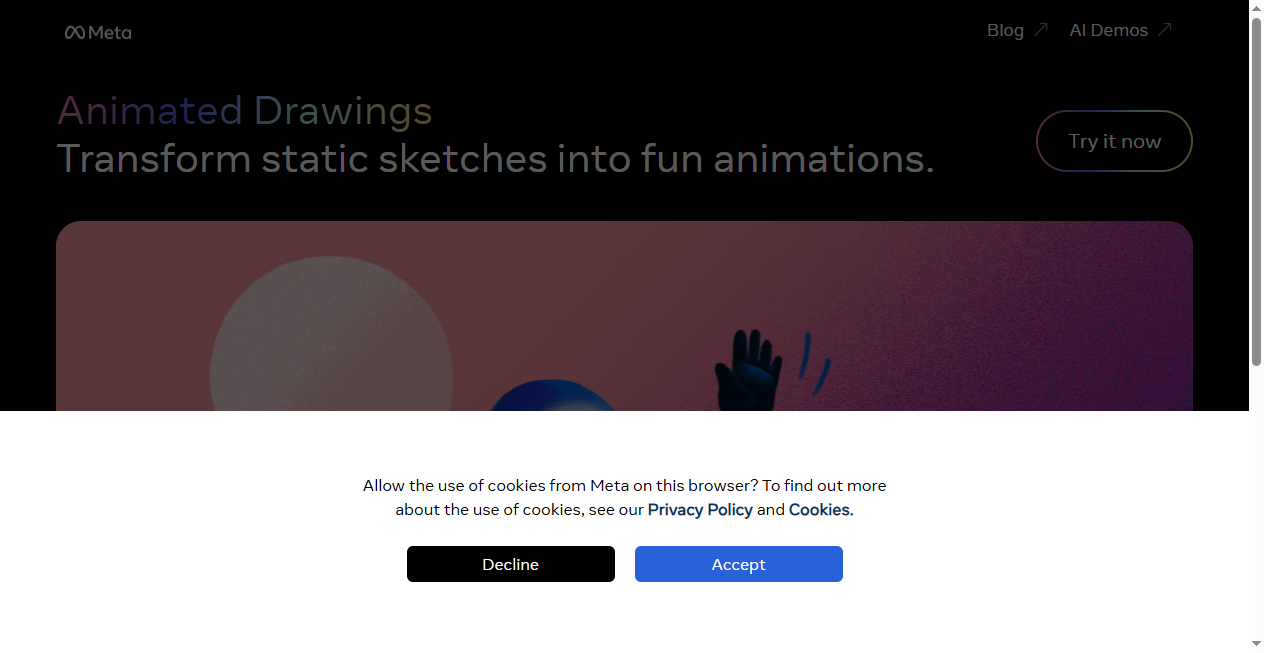 Meta
Blog
AI Demos
Animated Drawings
Transform static sketches into fun animations.
Try it now
Allow the use of cookies from Meta on this browser? To find out more
about the use of cookies, see our Privacy Policy and Cookies.
Decline
Accept